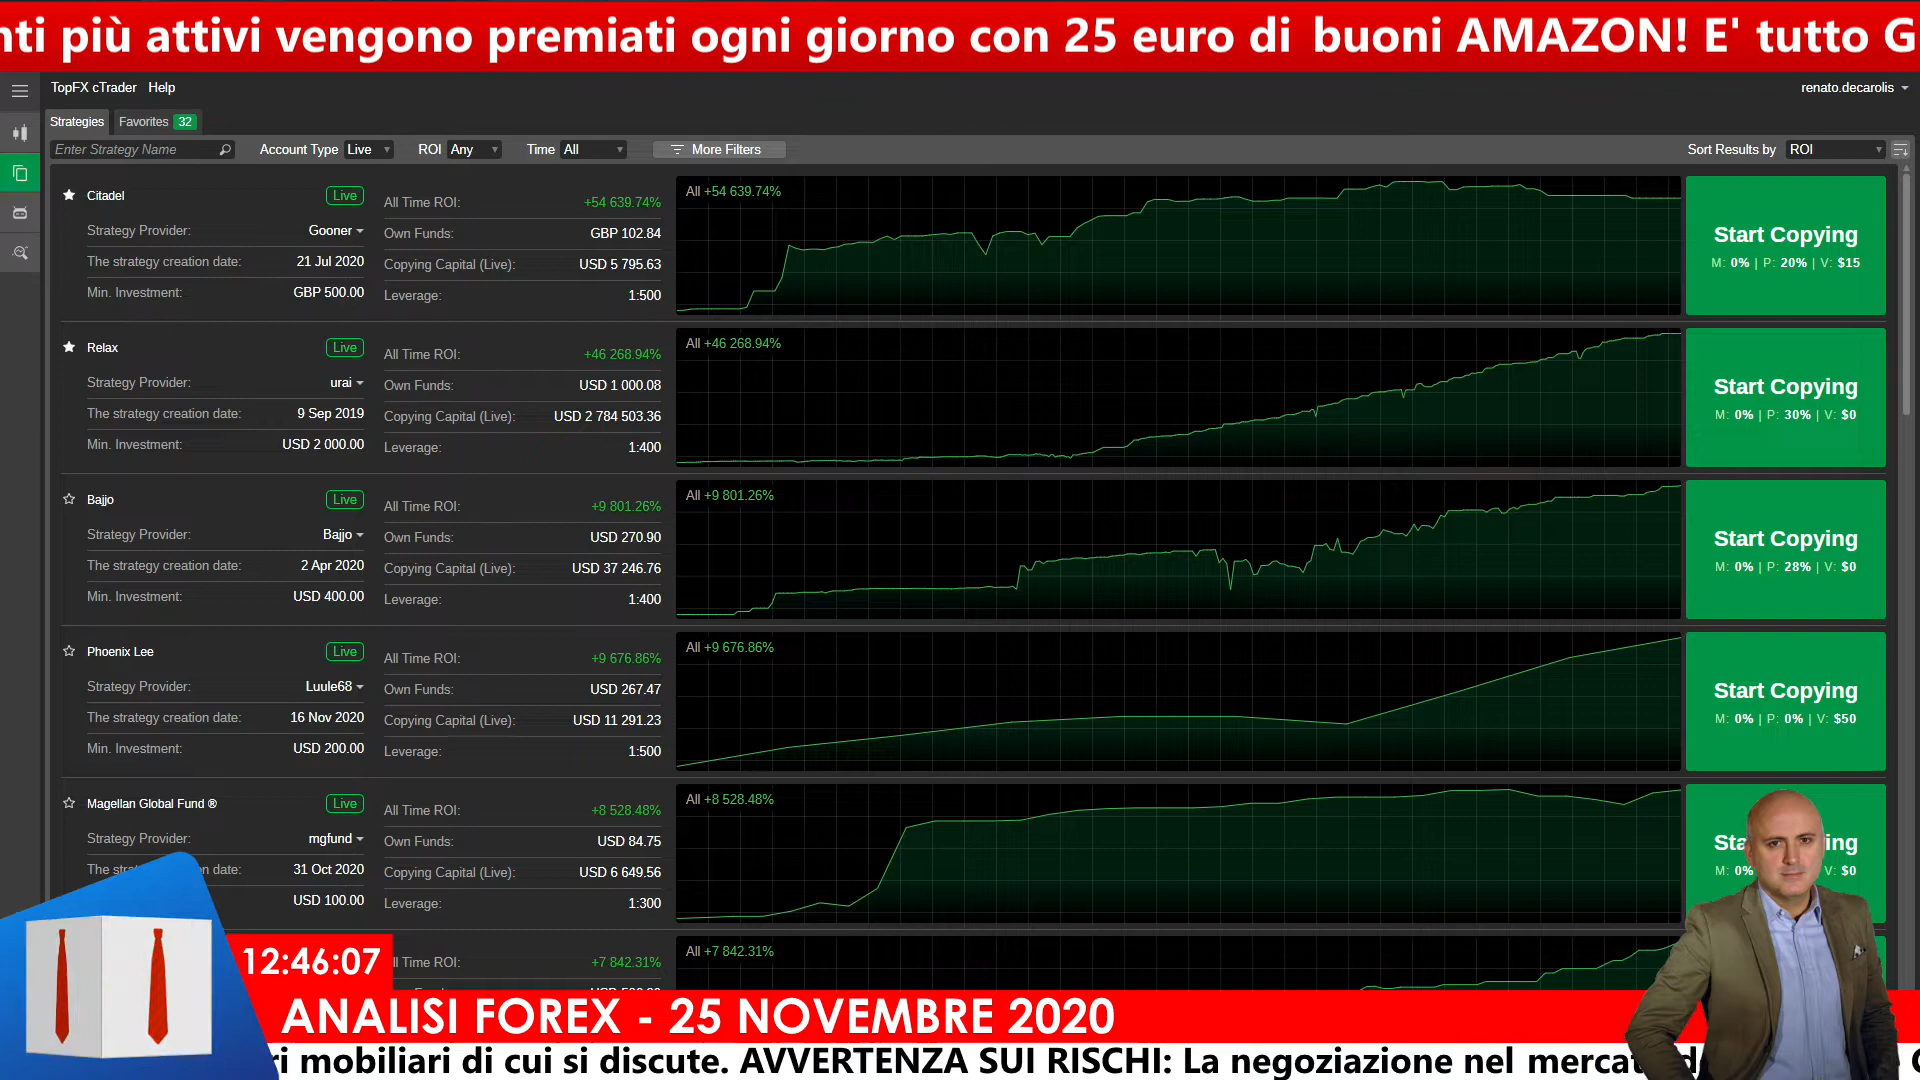 nti più attivi vengono premiati ogni giorno con 25 euro di buoni AMAZON! E' tutto G
TopFX cTrader Help renato.decarolis
Strategies Favorites 32
Enter Strategy Name Account Type Live ROI Any Time All More Filters Sort Results by ROI
Citadel Live
Strategy Provider: Gooner
The strategy creation date: 21 Jul 2020
Min. Investment: GBP 500.00
All Time ROI: +54 639.74%
Own Funds: GBP 102.84
Copying Capital (Live): USD 5 795.63
Leverage: 1:500
All +54 639.74%
Start Copying
M: 0% | P: 20% | V: $15
Relax Live
Strategy Provider: urai
The strategy creation date: 9 Sep 2019
Min. Investment: USD 2 000.00
All Time ROI: +46 268.94%
Own Funds: USD 1 000.08
Copying Capital (Live): USD 2 784 503.36
Leverage: 1:400
All +46 268.94%
Start Copying
M: 0% | P: 30% | V: $0
Bajjo Live
Strategy Provider: Bajjo
The strategy creation date: 2 Apr 2020
Min. Investment: USD 400.00
All Time ROI: +9 801.26%
Own Funds: USD 270.90
Copying Capital (Live): USD 37 246.76
Leverage: 1:400
All +9 801.26%
Start Copying
M: 0% | P: 28% | V: $0
Phoenix Lee Live
Strategy Provider: Luule68
The strategy creation date: 16 Nov 2020
Min. Investment: USD 200.00
All Time ROI: +9 676.86%
Own Funds: USD 267.47
Copying Capital (Live): USD 11 291.23
Leverage: 1:500
All +9 676.86%
Start Copying
M: 0% | P: 0% | V: $50
Magellan Global Fund ® Live
Strategy Provider: mgfund
The stra n date: 31 Oct 2020
USD 100.00
All Time ROI: +8 528.48%
Own Funds: USD 84.75
Copying Capital (Live): USD 6 649.56
Leverage: 1:300
All +8 528.48%
Sta ing
M: 0% V: $0
ll Time ROI: +7 842.31%
All +7 842.31%
12:46:07
ANALISI FOREX - 25 NOVEMBRE 2020
ri mobiliari di cui si discute. AVVERTENZA SUI RISCHI: La negoziazione nel mercat